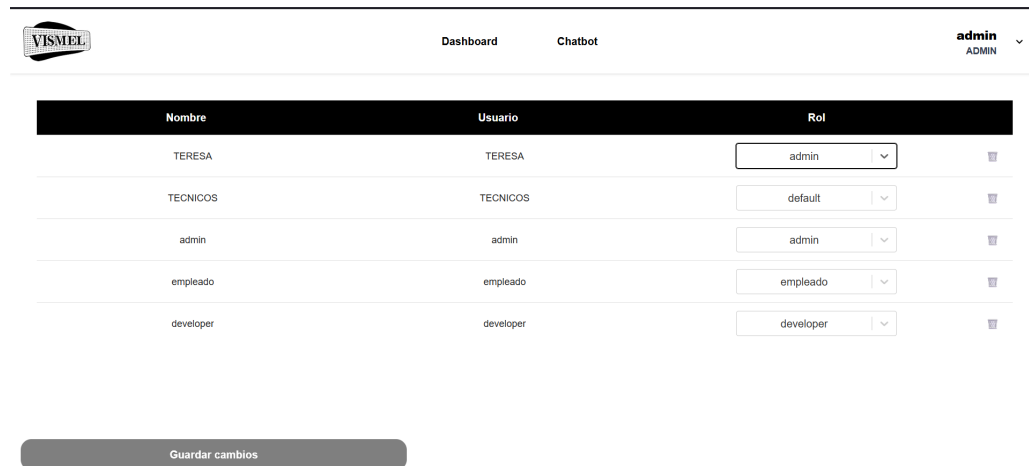 VISMEL
Dashboard Chatbot
admin
ADMIN
Nombre Usuario Rol
TERESA TERESA admin
TECNICOS TECNICOS default
admin admin admin
empleado empleado empleado
developer developer developer
Guardar cambios